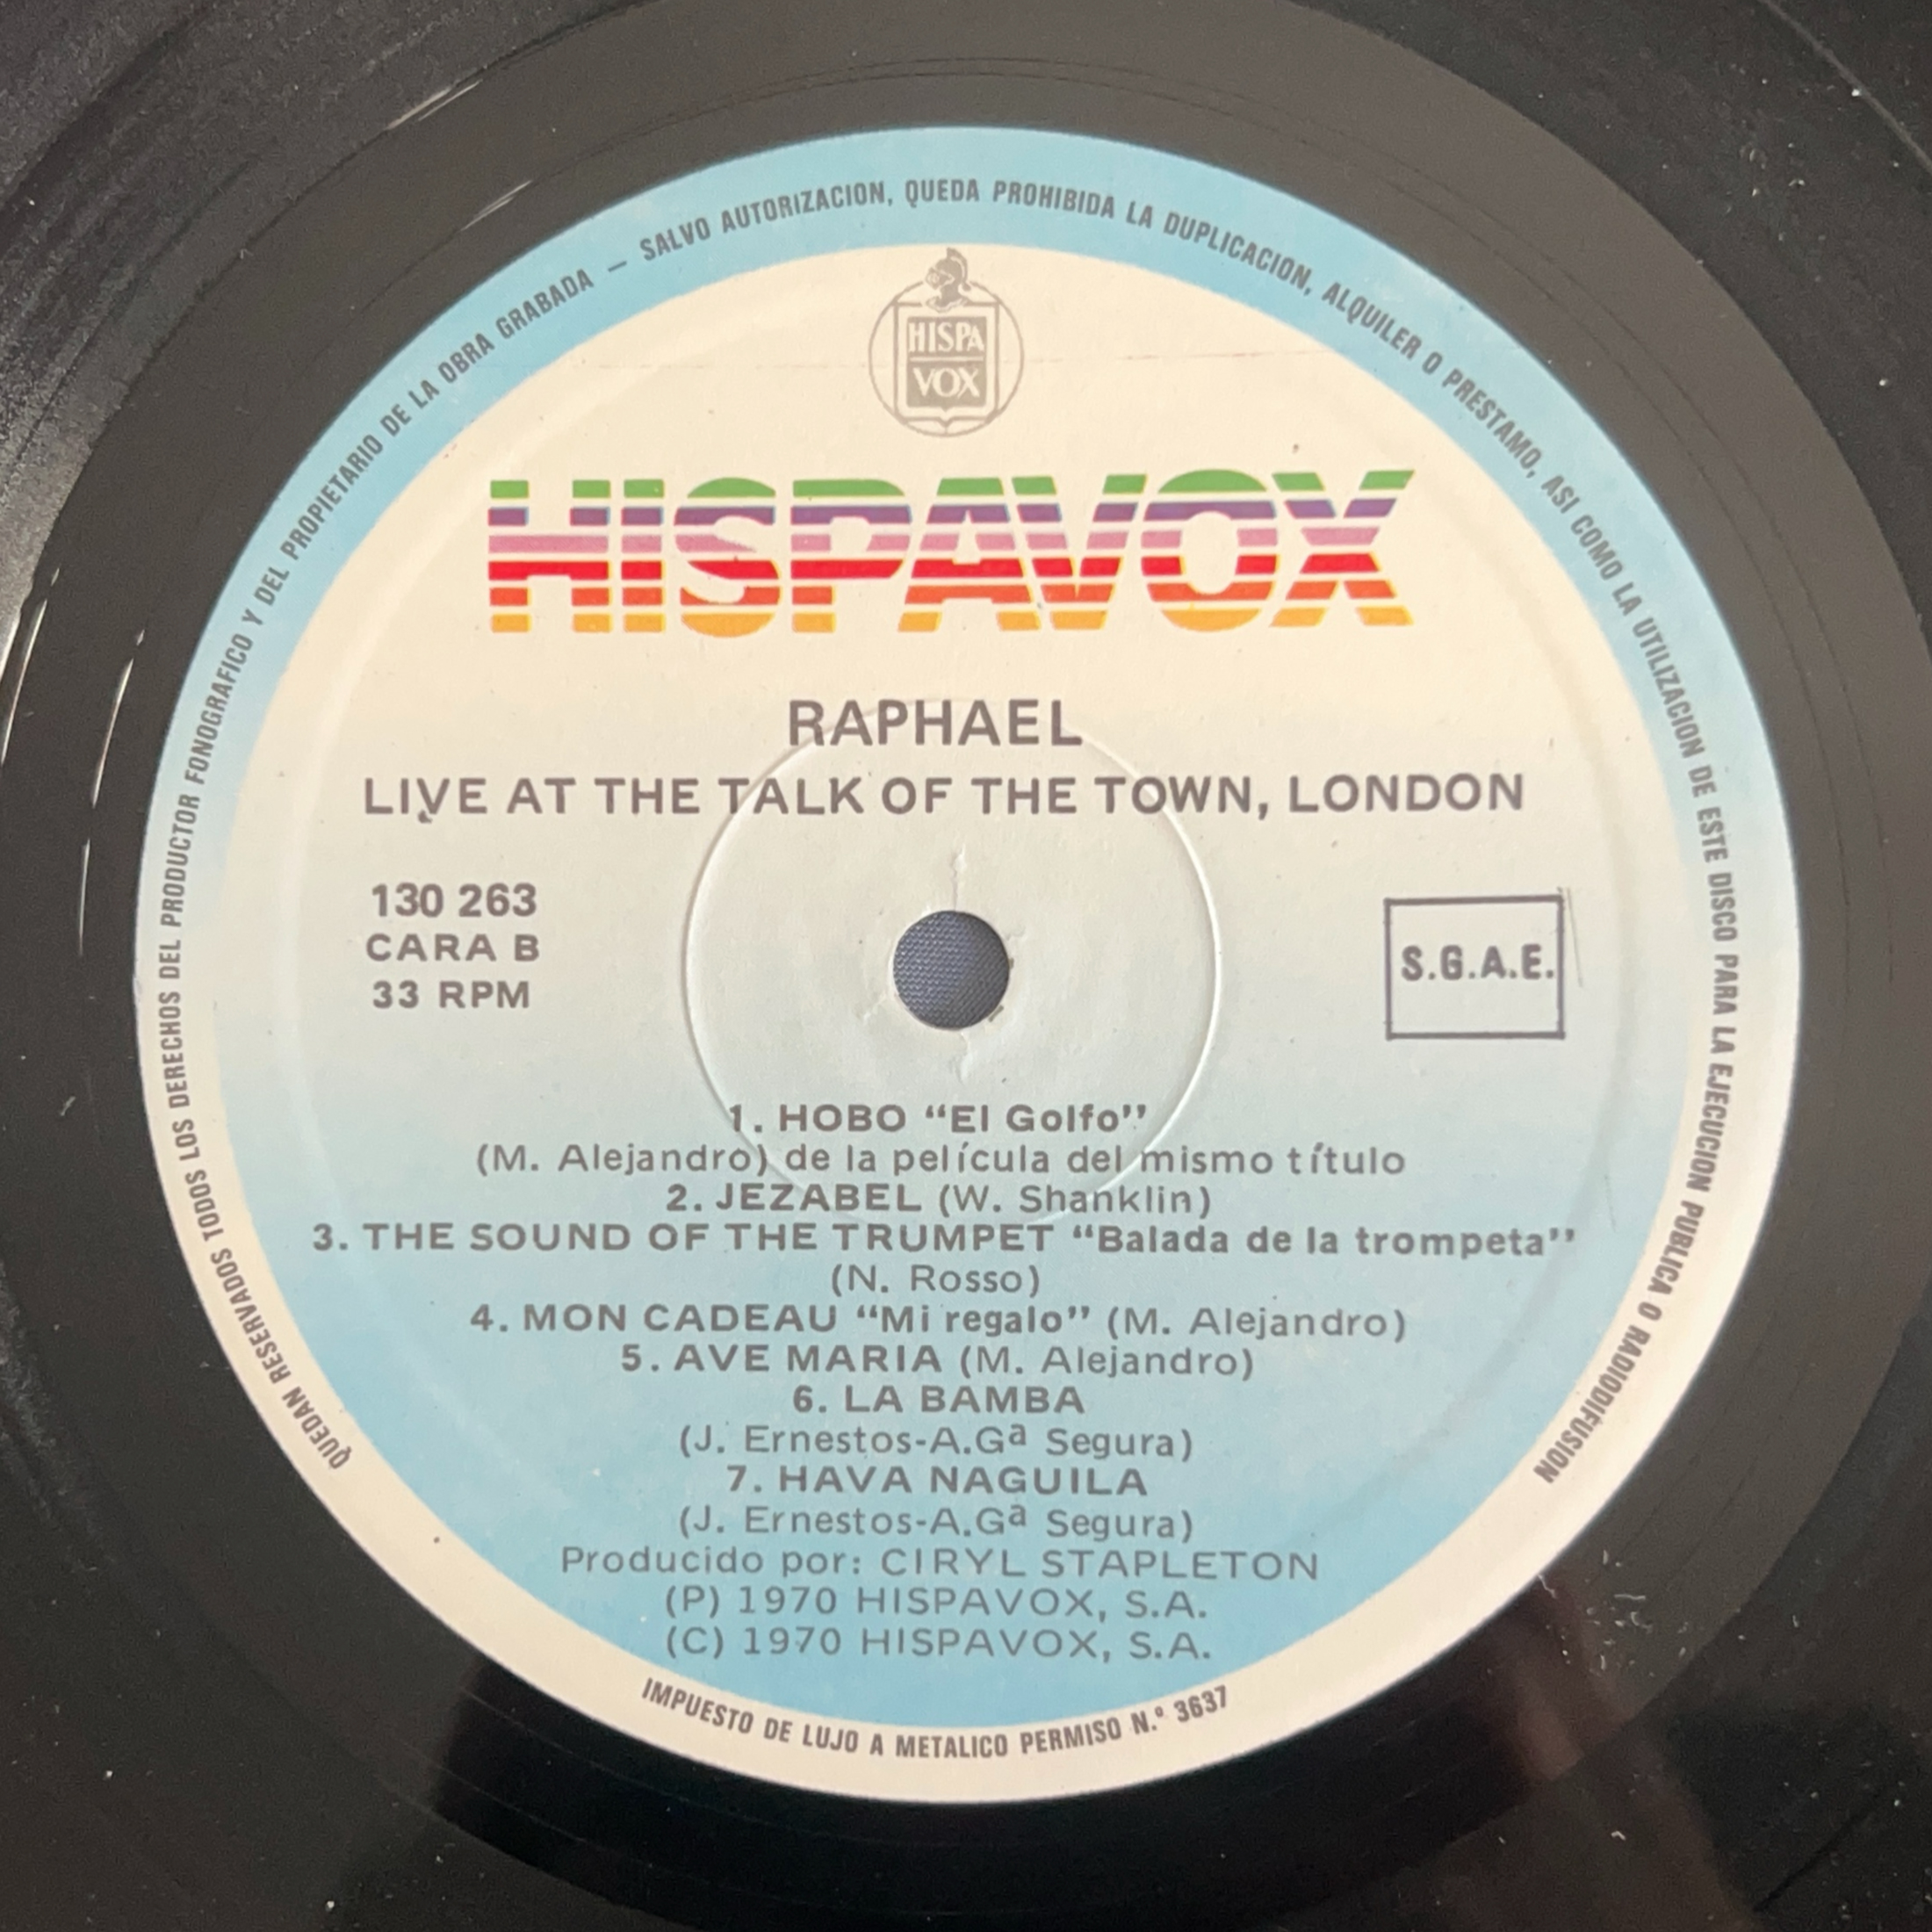 QUEDAN RESERVADOS TODOS LOS DERECHOS DEL PRODUCTOR FONOGRAFICO Y DEL PROPIETARIO DE LA OBRA GRABADA — SALVO AUTORIZACION, QUEDA PROHIBIDA LA DUPLICACION, ALQUILER O PRESTAMO, ASI COMO LA UTILIZACION DE ESTE DISCO PARA LA EJECUCION PUBLICA O RADIODIFUSION
HISPA
VOX
HISPAVOX
RAPHAEL
LIVE AT THE TALK OF THE TOWN, LONDON
130 263
CARA B
33 RPM
S.G.A.E.
1. HOBO “El Golfo”
(M. Alejandro) de la película del mismo título
2. JEZABEL (W. Shanklin)
3. THE SOUND OF THE TRUMPET “Balada de la trompeta”
(N. Rosso)
4. MON CADEAU “Mi regalo” (M. Alejandro)
5. AVE MARIA (M. Alejandro)
6. LA BAMBA
(J. Ernestos-A.Gª Segura)
7. HAVA NAGUILA
(J. Ernestos-A.Gª Segura)
Producido por: CIRYL STAPLETON
(P) 1970 HISPAVOX, S.A.
(C) 1970 HISPAVOX, S.A.
IMPUESTO DE LUJO A METALICO PERMISO N.º 3637